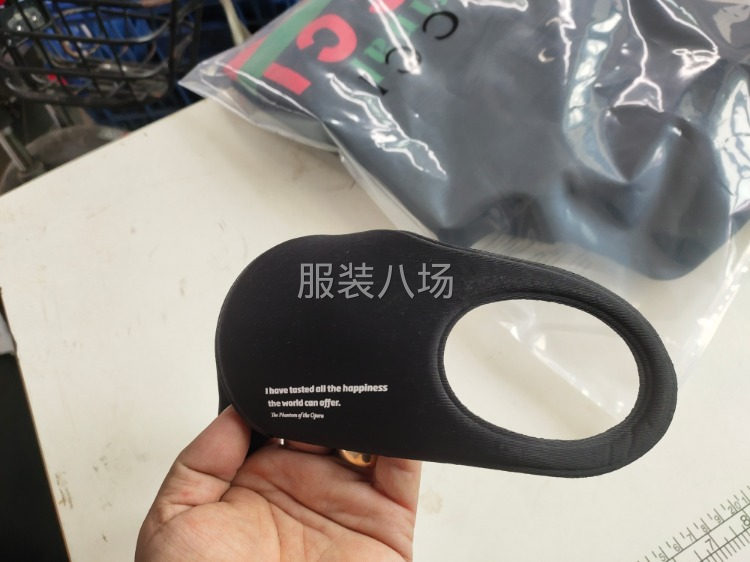 服装八场
I have tasted all the happiness
the world can offer.
The Phantom of the Opera